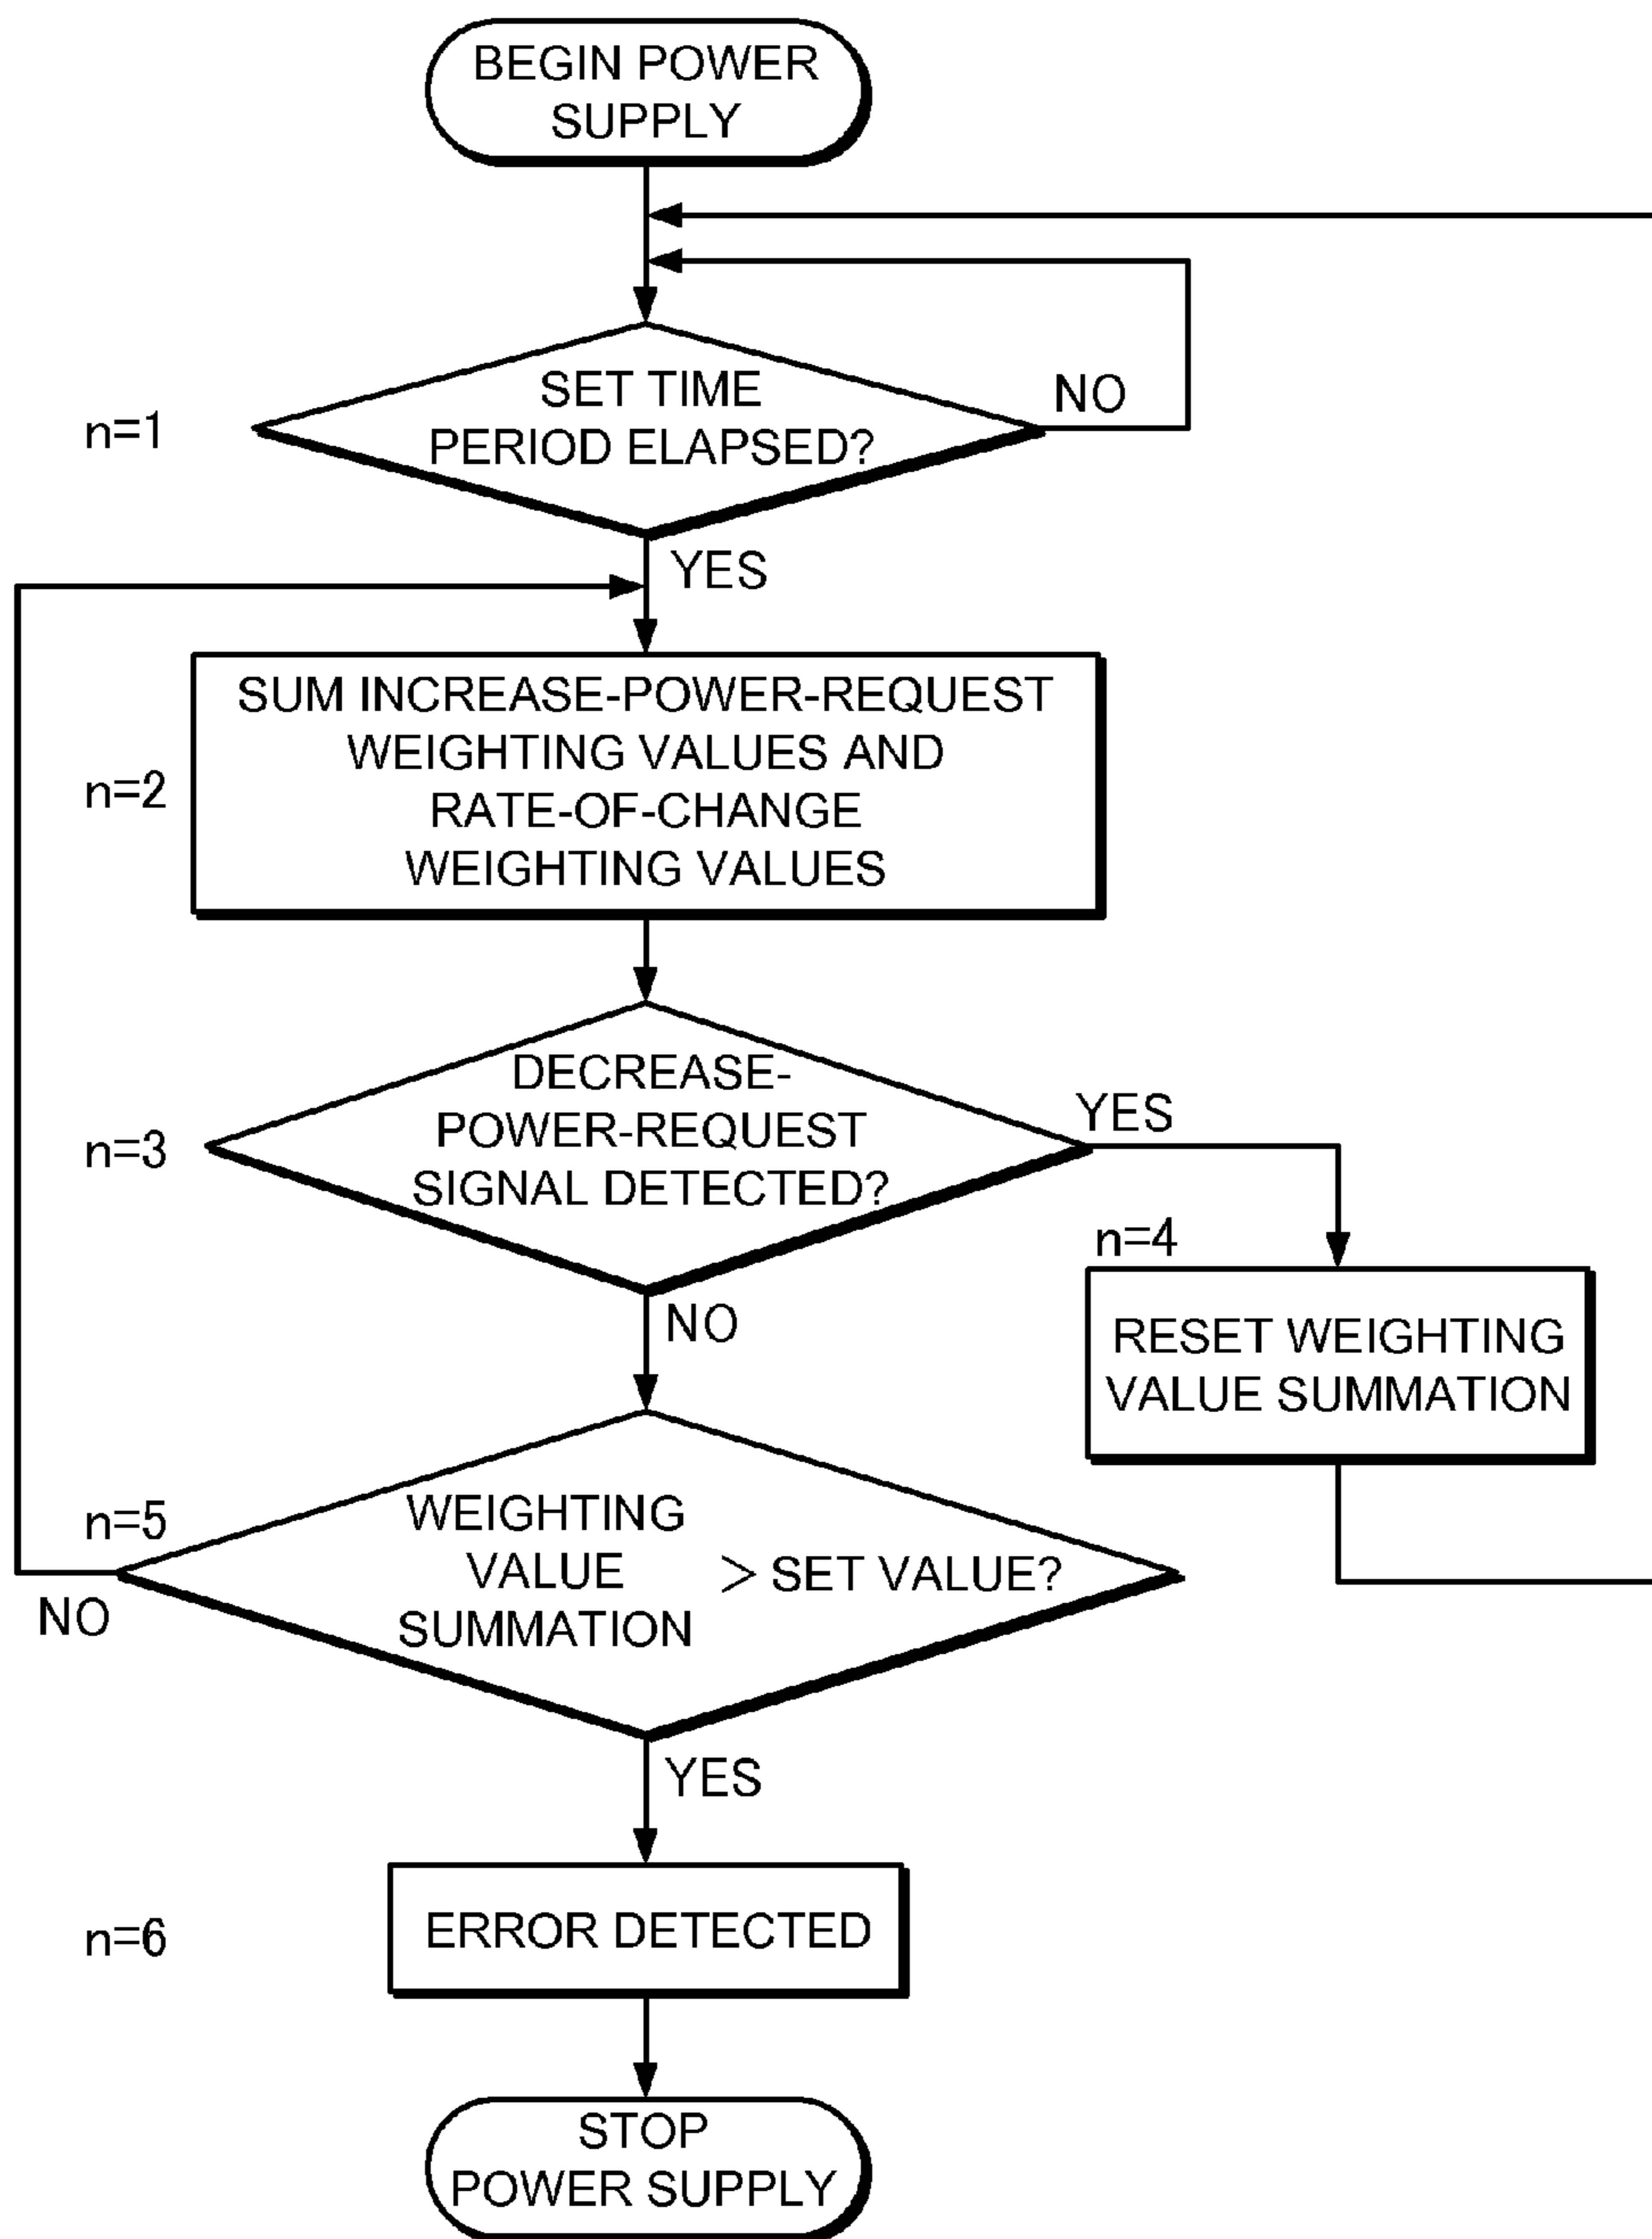 BEGIN POWER
SUPPLY
n=1
SET TIME
PERIOD ELAPSED?
NO
YES
n=2
SUM INCREASE-POWER-REQUEST
WEIGHTING VALUES AND
RATE-OF-CHANGE
WEIGHTING VALUES
n=3
DECREASE-
POWER-REQUEST
SIGNAL DETECTED?
YES
NO
n=4
RESET WEIGHTING
VALUE SUMMATION
n=5
WEIGHTING
VALUE
SUMMATION
> SET VALUE?
NO
YES
n=6
ERROR DETECTED
STOP
POWER SUPPLY